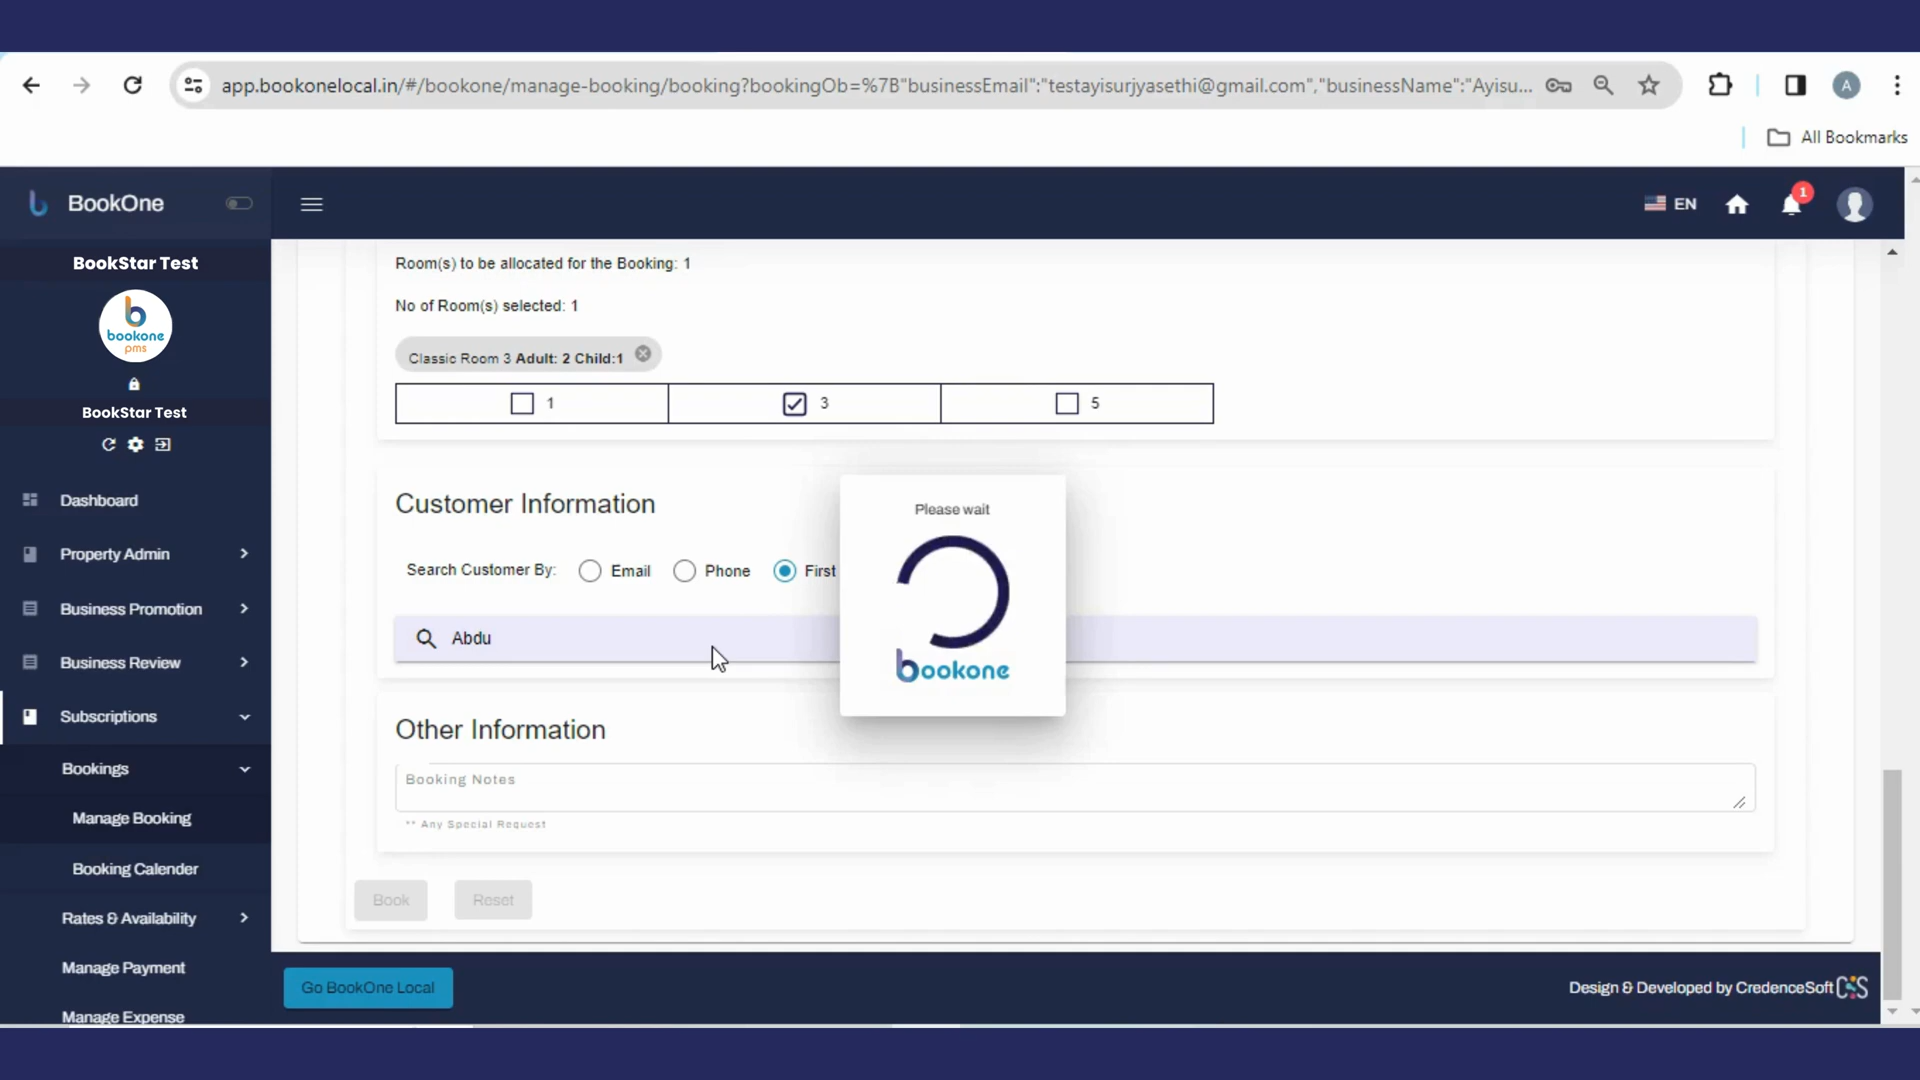 app.bookonelocal.in/#/bookone/manage-booking/booking?bookingOb=%7B"businessEmail":"testayisurjyasethi@gmail.com","businessName":"Ayisu...
A
All Bookmarks
BookOne
EN
1
BookStar Test
bookone
pms
BookStar Test
Dashboard
Property Admin
Business Promotion
Business Review
Subscriptions
Bookings
Manage Booking
Booking Calender
Rates & Availability
Manage Payment
Manage Expense
Room(s) to be allocated for the Booking: 1
No of Room(s) selected: 1
Classic Room 3 Adult: 2 Child:1
1
3
5
Customer Information
Search Customer By:
Email
Phone
First
Abdu
Please wait
bookone
Other Information
Booking Notes
** Any Special Request
Book
Reset
Go BookOne Local
Design & Developed by CredenceSoft